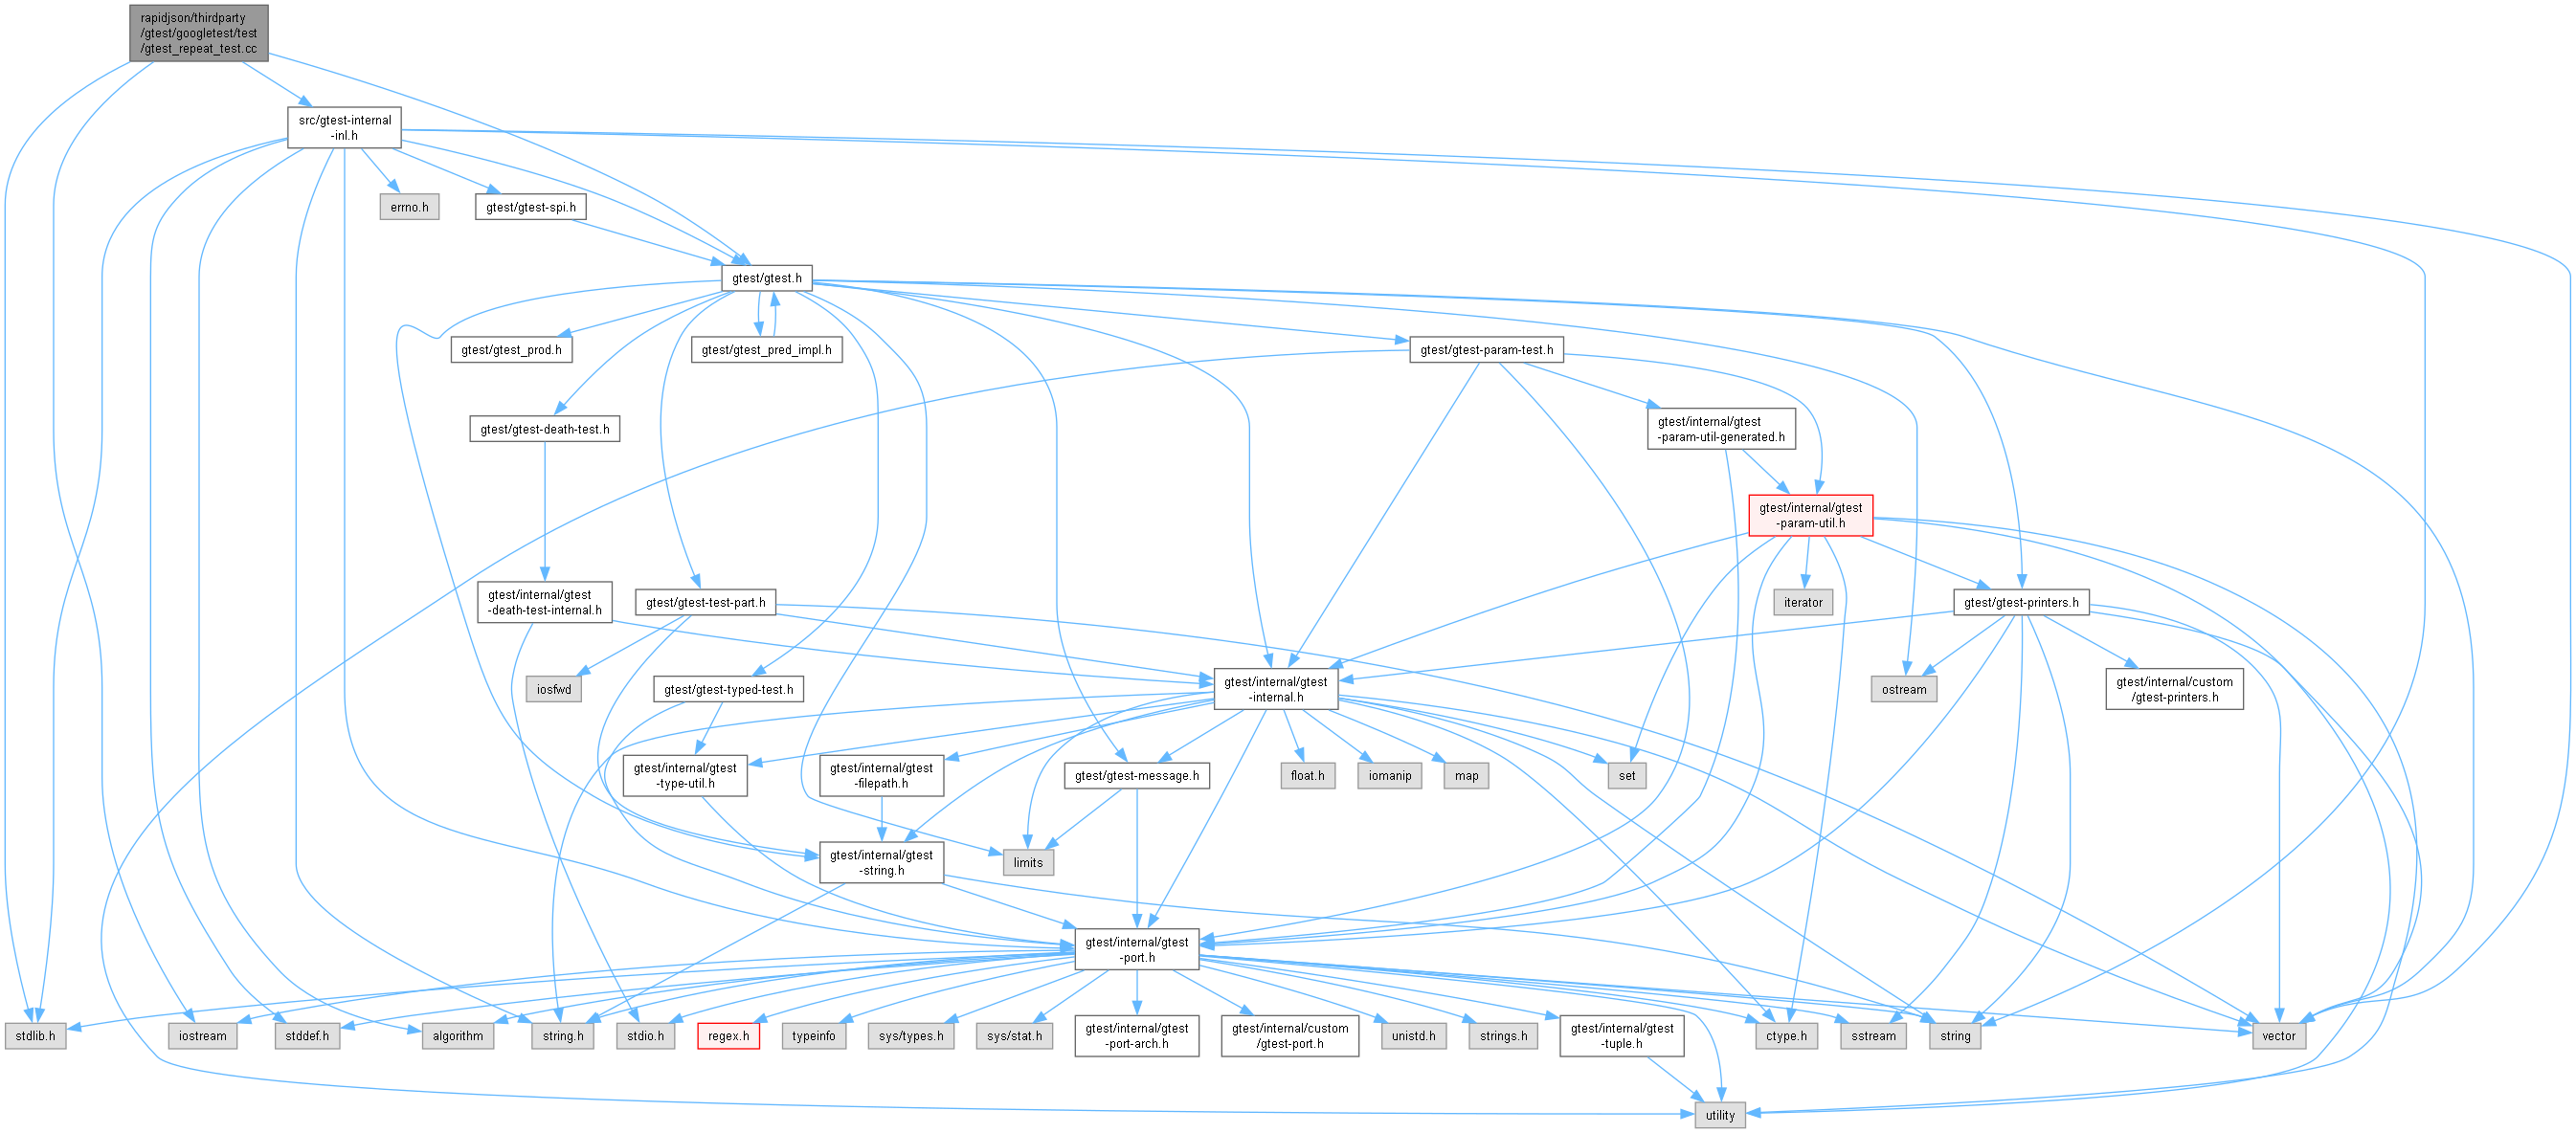 rapidjson/thirdparty
/gtest/googletest/test
/gtest_repeat_test.cc
src/gtest-internal
-inl.h
errno.h
gtest/gtest-spi.h
gtest/gtest.h
gtest/gtest_prod.h
gtest/gtest_pred_impl.h
gtest/gtest-param-test.h
gtest/gtest-death-test.h
gtest/internal/gtest
-param-util-generated.h
gtest/internal/gtest
-param-util.h
gtest/internal/gtest
-death-test-internal.h
gtest/gtest-test-part.h
iterator
gtest/gtest-printers.h
iosfwd
gtest/gtest-typed-test.h
gtest/internal/gtest
-internal.h
ostream
gtest/internal/custom
/gtest-printers.h
gtest/internal/gtest
-type-util.h
gtest/internal/gtest
-filepath.h
gtest/gtest-message.h
float.h
iomanip
map
set
gtest/internal/gtest
-string.h
limits
gtest/internal/gtest
-port.h
stdlib.h
iostream
stddef.h
algorithm
string.h
stdio.h
regex.h
typeinfo
sys/types.h
sys/stat.h
gtest/internal/gtest
-port-arch.h
gtest/internal/custom
/gtest-port.h
unistd.h
strings.h
gtest/internal/gtest
-tuple.h
ctype.h
sstream
string
vector
utility